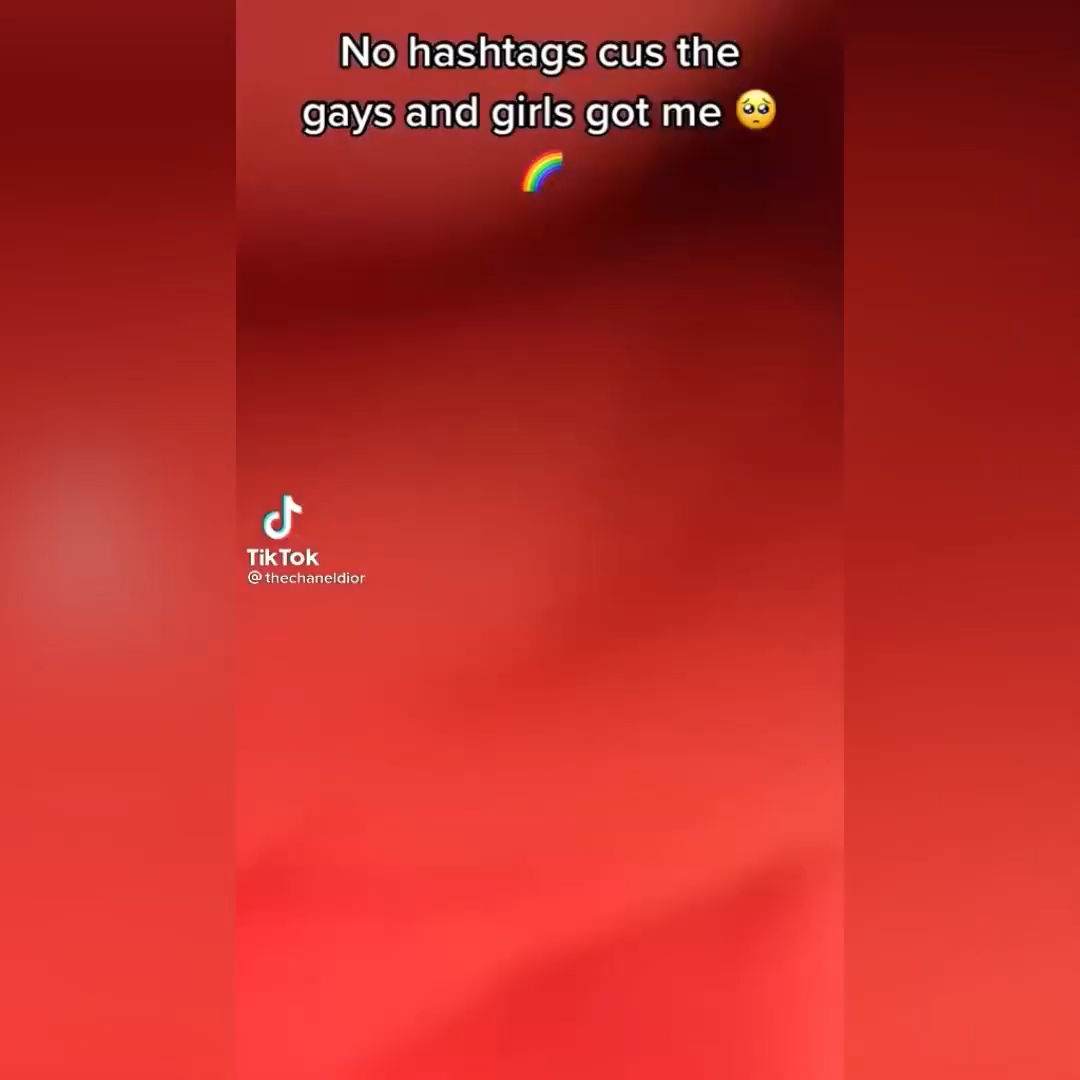 No hashtags cus the
gays and girls got me 🥺
🌈
TikTok
@thechaneldior